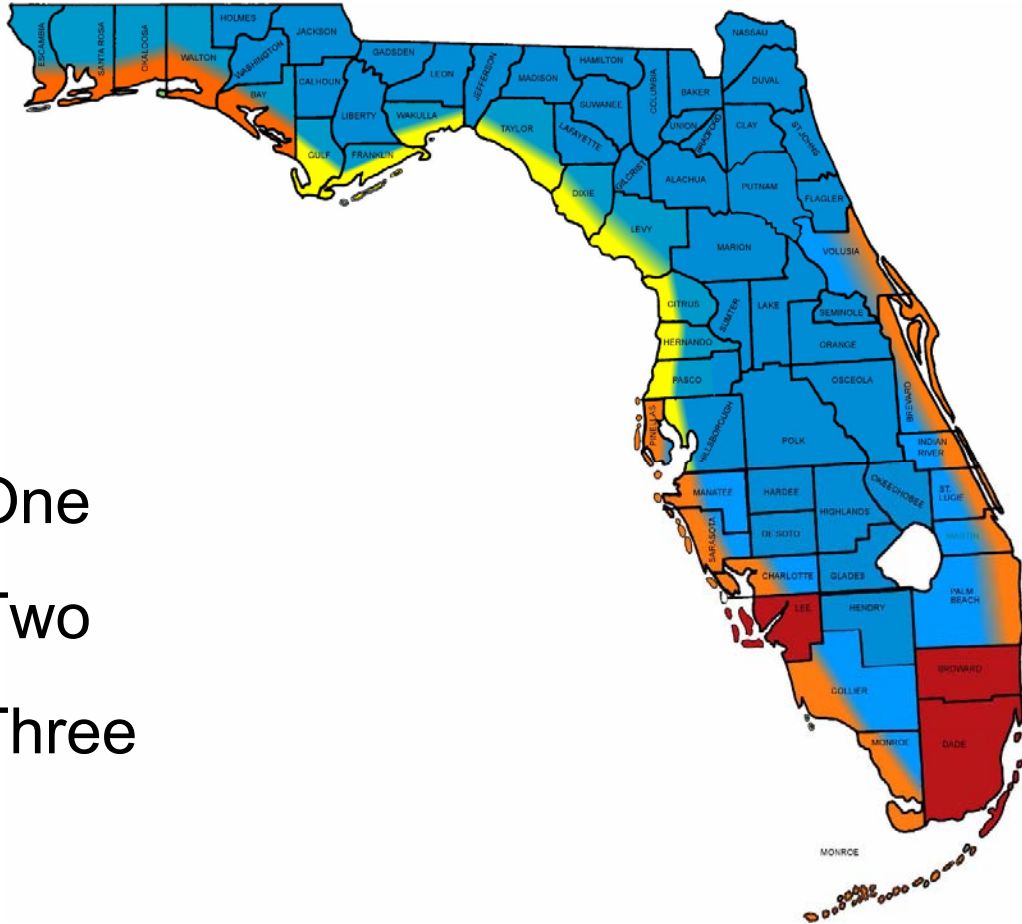 HOLMES
NASSAU
JACKSON
ESCAMBIA
SANTA ROSA
OKALOOSA
WALTON
WASHINGTON
GADSDEN
HAMILTON
LEON
JEFFERSON
MADISON
COLUMBIA
DUVAL
CALHOUN
BAKER
BAY
SUWANEE
LIBERTY
WAKULLA
TAYLOR
LAFAYETTE
UNION
BRADFORD
CLAY
ST JOHNS
GULF
FRANKLIN
GILCRIST
ALACHUA
PUTNAM
DIXIE
FLAGLER
LEVY
MARION
VOLUSIA
CITRUS
SUMTER
LAKE
SEMINOLE
HERNANDO
ORANGE
PASCO
OSCEOLA
BREVARD
PINELLAS
HILLSBOROUGH
POLK
INDIAN
RIVER
One
MANATEE
HARDEE
OKEECHOBEE
ST.
LUCIE
HIGHLANDS
SARASOTA
DE SOTO
MARTIN
CHARLOTTE
GLADES
PALM
BEACH
Two
LEE
HENDRY
BROWARD
COLLIER
Three
MONROE
DADE
MONROE